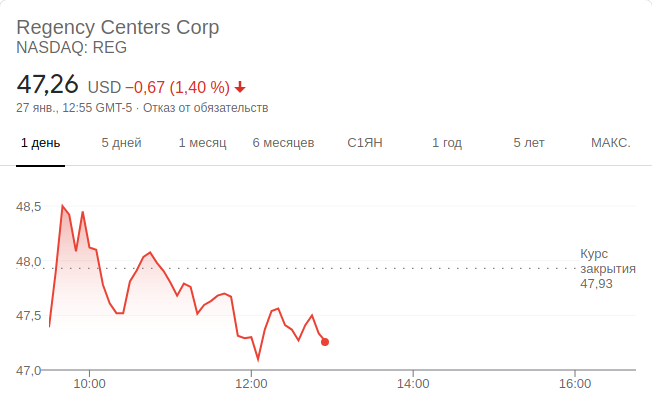 Regency Centers Corp
NASDAQ: REG
47,26 USD −0,67 (1,40 %)
27 янв., 12:55 GMT-5 · Отказ от обязательств
1 день 5 дней 1 месяц 6 месяцев С1ЯН 1 год 5 лет МАКС.
48,5
48,0
47,5
47,0
Курс
закрытия
47,93
10:00 12:00 14:00 16:00